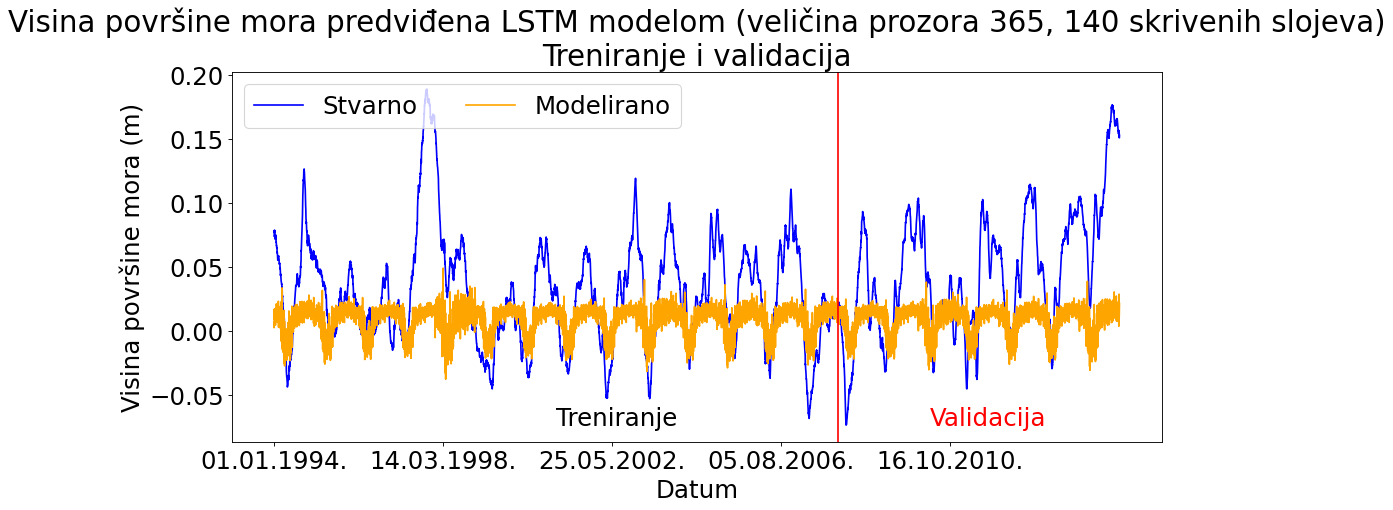 Visina površine mora predviđena LSTM modelom (veličina prozora 365, 140 skrivenih slojeva)
Treniranje i validacija
Stvarno
Modelirano
Visina površine mora (m)
0.20
0.15
0.10
0.05
0.00
−0.05
Treniranje
Validacija
01.01.1994.
14.03.1998.
25.05.2002.
05.08.2006.
16.10.2010.
Datum